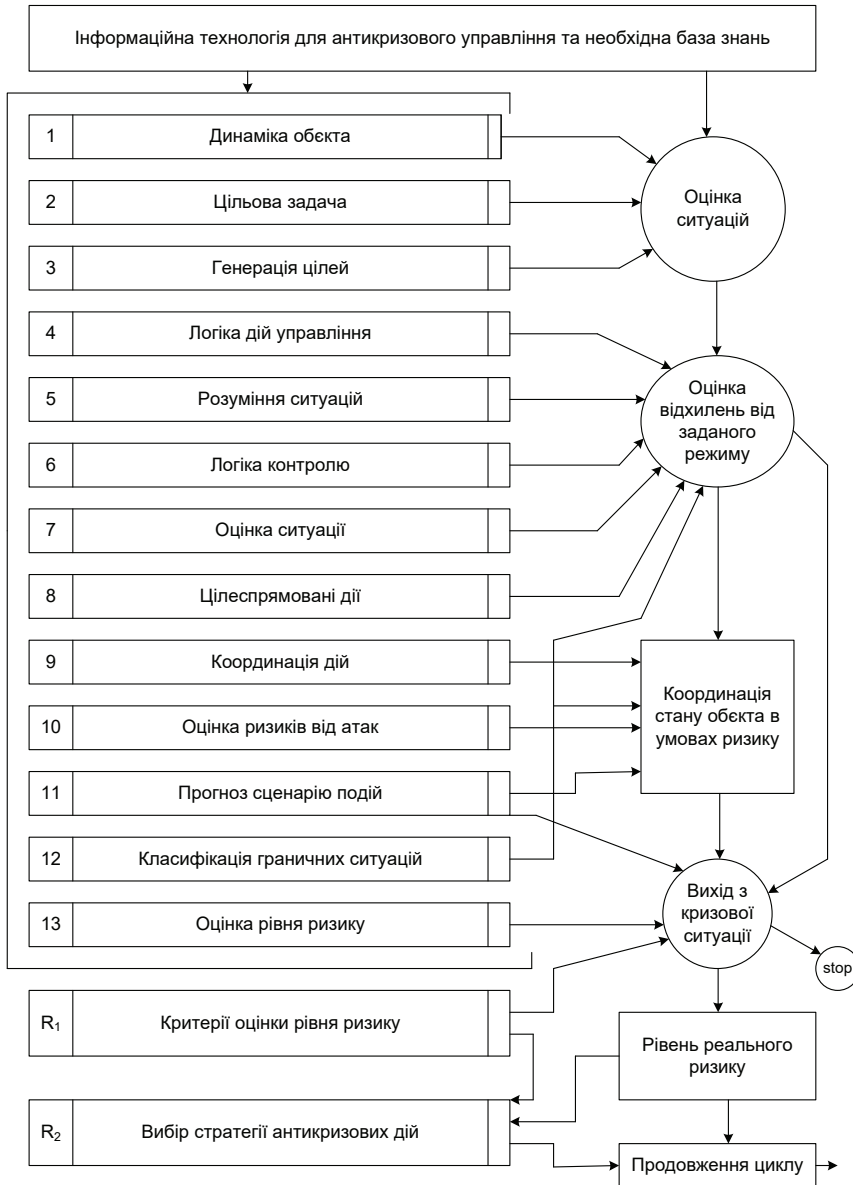 Інформаційна технологія для антикризового управління та необхідна база знань
1 Динаміка обєкта
2 Цільова задача
3 Генерація цілей
Оцінка
ситуацій
4 Логіка дій управління
5 Розуміння ситуацій
6 Логіка контролю
7 Оцінка ситуації
8 Цілеспрямовані дії
Оцінка
відхилень від
заданого
режиму
9 Координація дій
10 Оцінка ризиків від атак
11 Прогноз сценарію подій
Координація
стану обєкта в
умовах ризику
12 Класифікація граничних ситуацій
13 Оцінка рівня ризику
Вихід з
кризової
ситуації
stop
R₁ Критерії оцінки рівня ризику
Рівень реального
ризику
R₂ Вибір стратегії антикризових дій
Продовження циклу